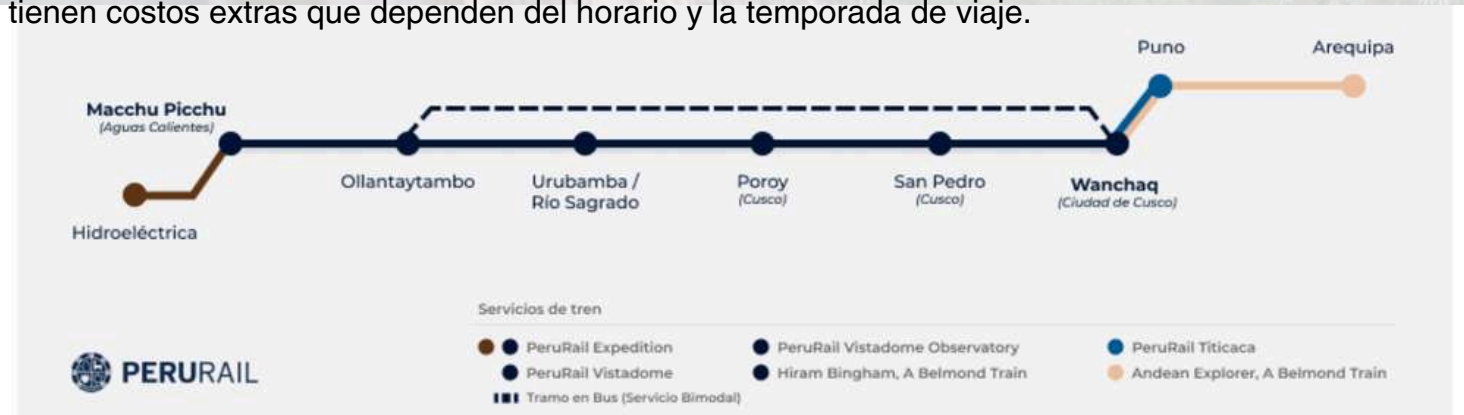 tienen costos extras que dependen del horario y la temporada de viaje.
Puno
Arequipa
Macchu Picchu
(Aguas Calientes)
Ollantaytambo
Urubamba /
Río Sagrado
Poroy
(Cusco)
San Pedro
(Cusco)
Wanchaq
(Ciudad de Cusco)
Hidroeléctrica
Servicios de tren
PeruRail Expedition
PeruRail Vistadome
Tramo en Bus (Servicio Bimodal)
PeruRail Vistadome Observatory
Hiram Bingham, A Belmond Train
PeruRail Titicaca
Andean Explorer, A Belmond Train
PERURAIL